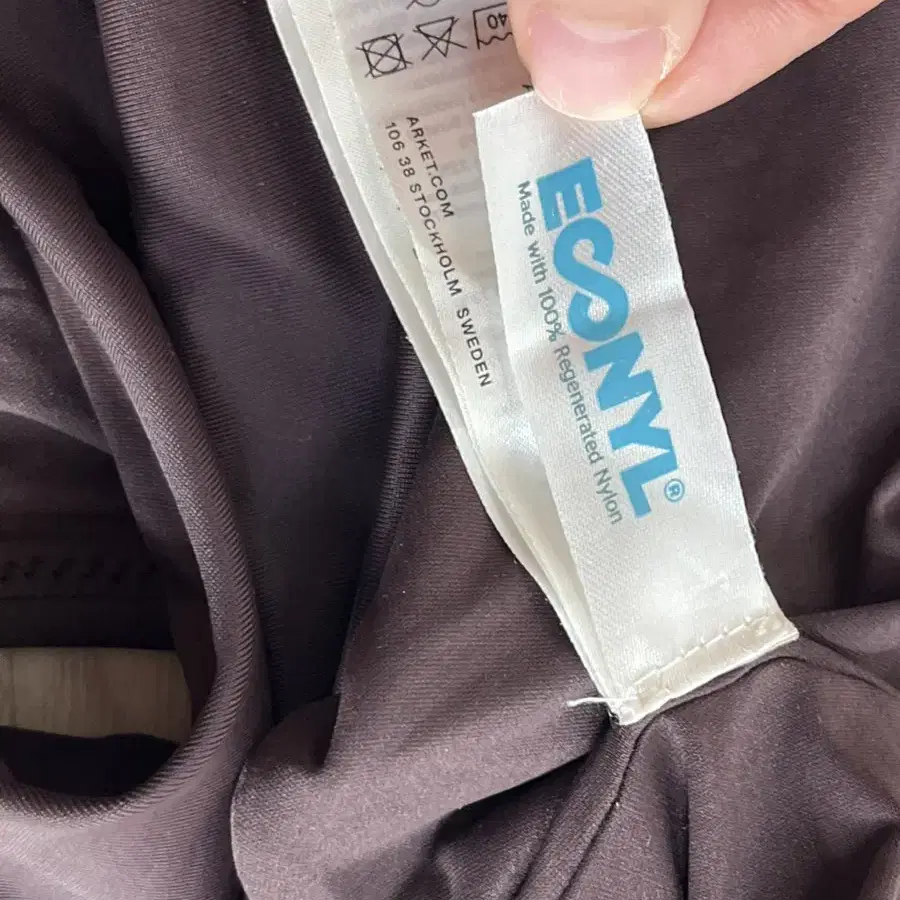 40
ARKET.COM
106 38 STOCKHOLM SWEDEN
ECONYL®
Made with 100% Regenerated Nylon